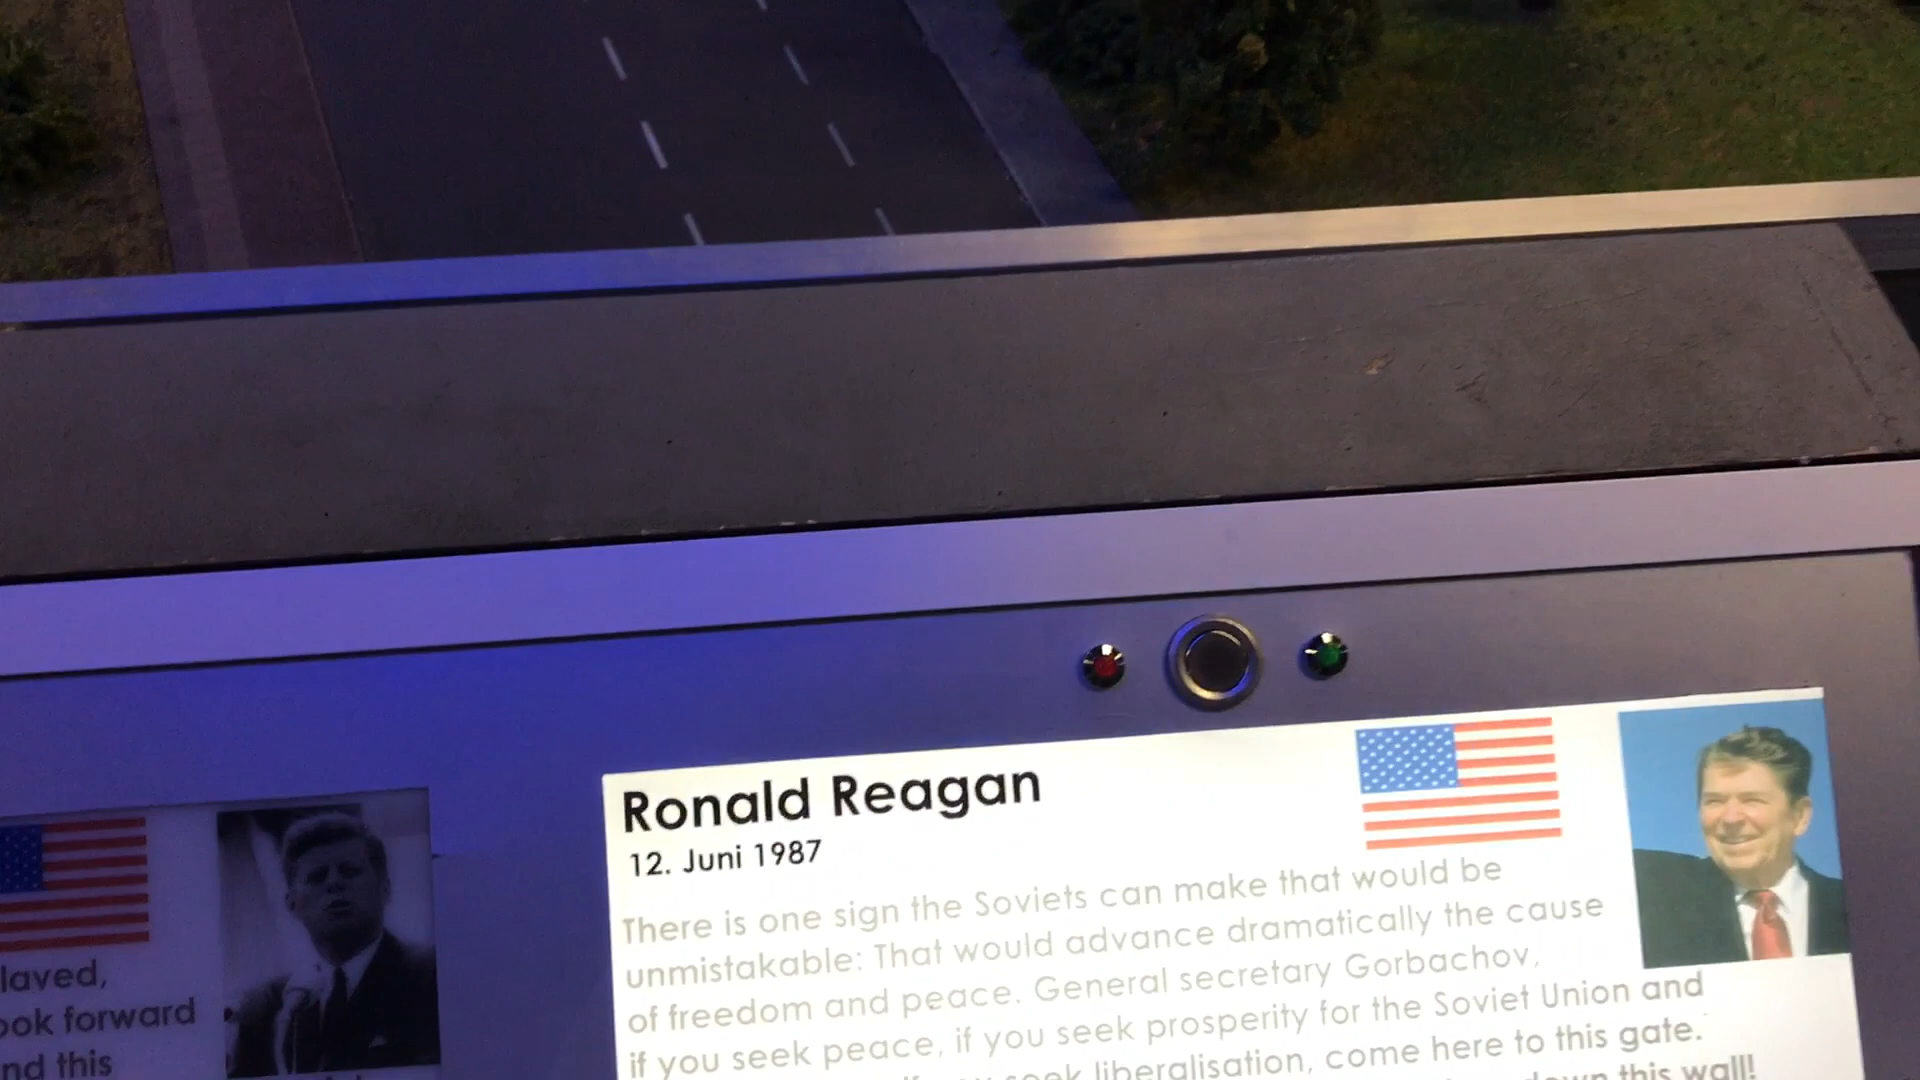 laved,
ook forward
nd this
Ronald Reagan
12. Juni 1987
There is one sign the Soviets can make that would be
unmistakable: That would advance dramatically the cause
of freedom and peace. General secretary Gorbachov,
if you seek peace, if you seek prosperity for the Soviet Union and
seek liberalisation, come here to this gate.
down this wall!